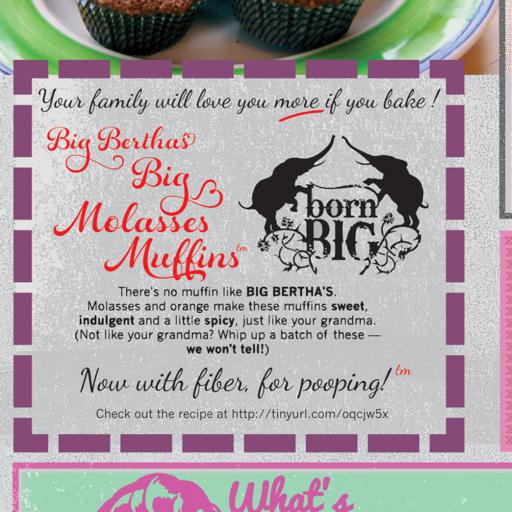 Your family will love you more if you bake!
Big Bertha's
Big
Molasses
Muffins tm
born
BIG
There's no muffin like BIG BERTHA'S.
Molasses and orange make these muffins sweet,
indulgent and a little spicy, just like your grandma.
(Not like your grandma? Whip up a batch of these —
we won't tell!)
Now with fiber, for pooping! tm
Check out the recipe at http://tinyurl.com/oqcjw5x
What's